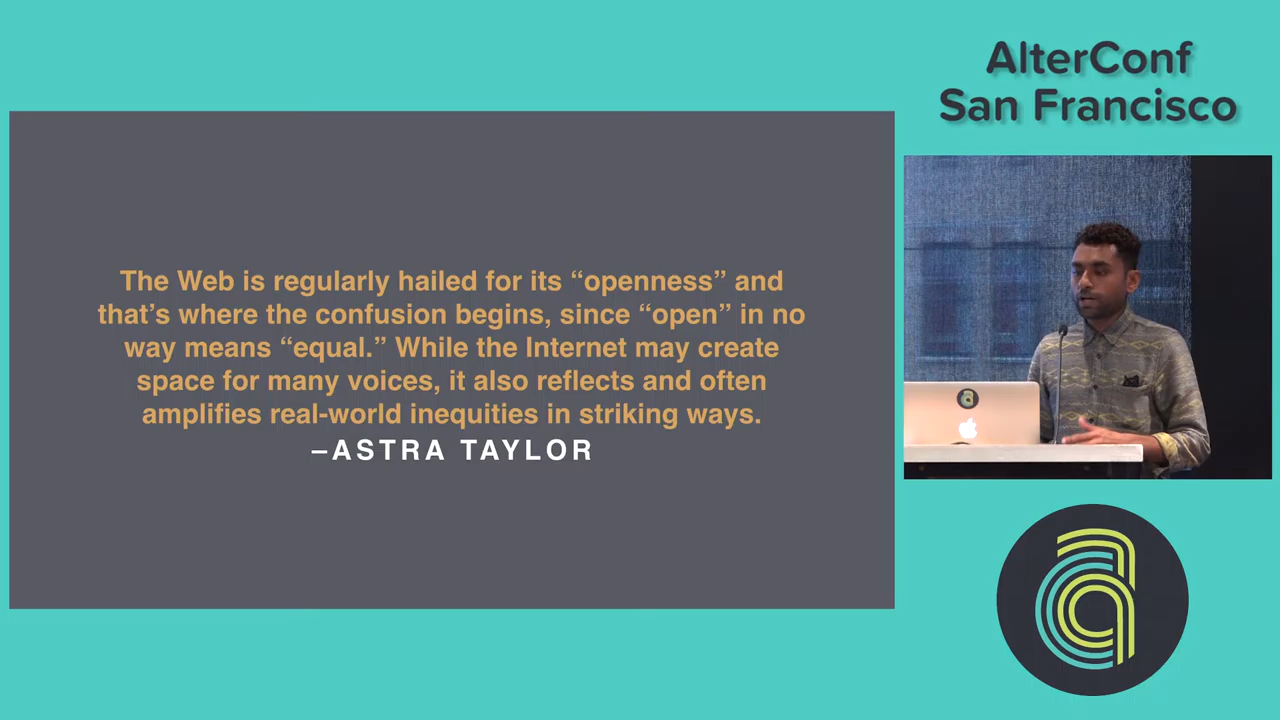 AlterConf
San Francisco
The Web is regularly hailed for its “openness” and
that’s where the confusion begins, since “open” in no
way means “equal.” While the Internet may create
space for many voices, it also reflects and often
amplifies real-world inequities in striking ways.
–ASTRA TAYLOR